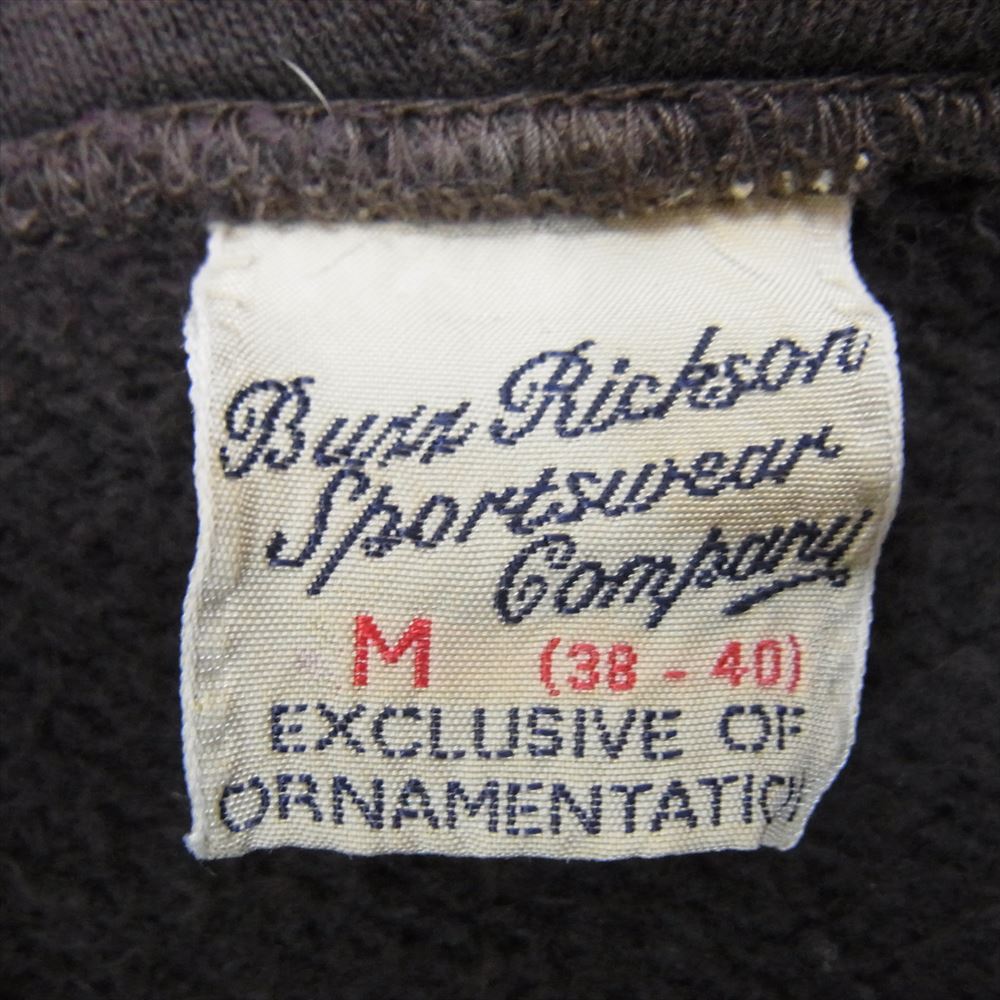 Buzz Rickson
Sportswear
Company
M (38 - 40)
EXCLUSIVE OF
ORNAMENTATION